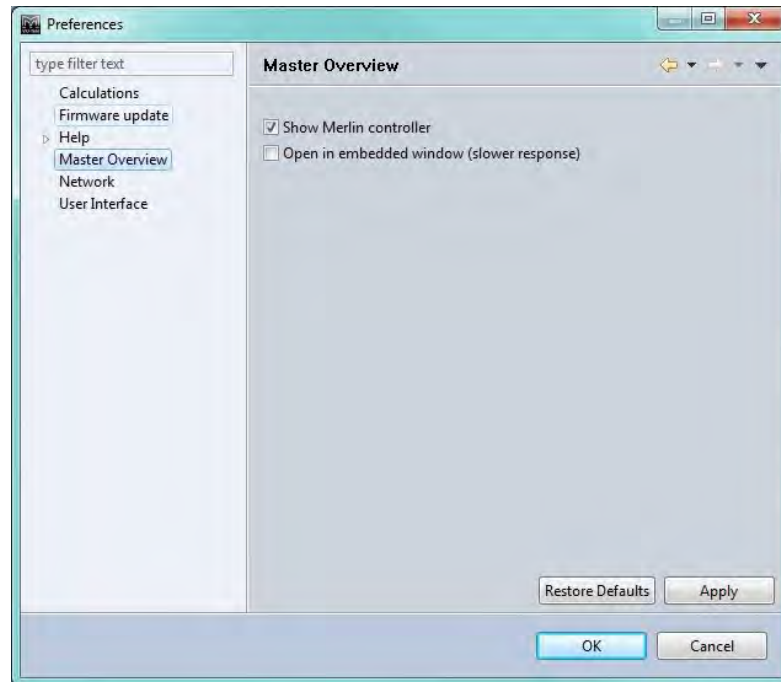 Preferences
type filter text
Calculations
Firmware update
Help
Master Overview
Network
User Interface
Master Overview
Show Merlin controller
Open in embedded window (slower response)
Restore Defaults
Apply
OK
Cancel